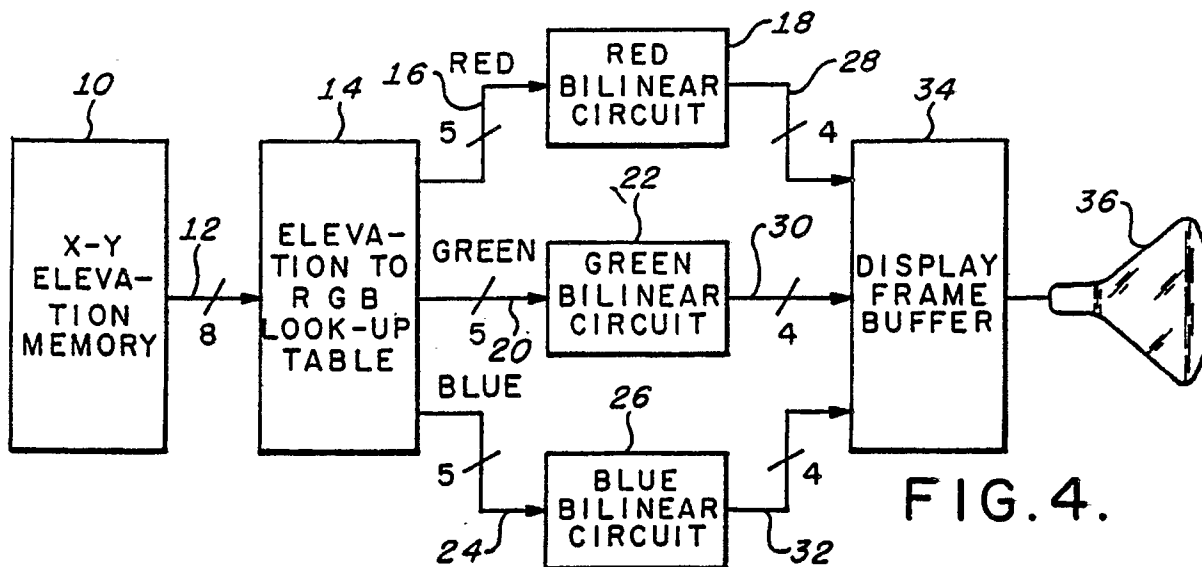 10
X-Y
ELEVA-
TION
MEMORY
12
8
14
ELEVA-
TION TO
R G B
LOOK-UP
TABLE
RED
16
5
RED
BILINEAR
CIRCUIT
18
28
4
GREEN
5
20
22
GREEN
BILINEAR
CIRCUIT
30
4
BLUE
5
24
26
BLUE
BILINEAR
CIRCUIT
32
4
34
DISPLAY
FRAME
BUFFER
36
FIG.4.